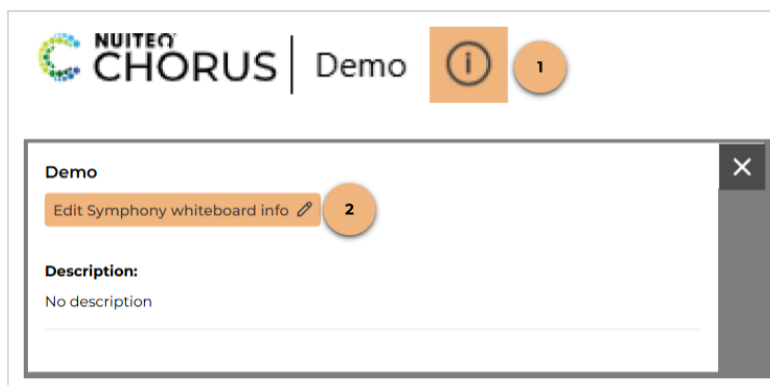 NUITEQ
CHORUS Demo i 1
Demo
Edit Symphony whiteboard info 2
Description:
No description